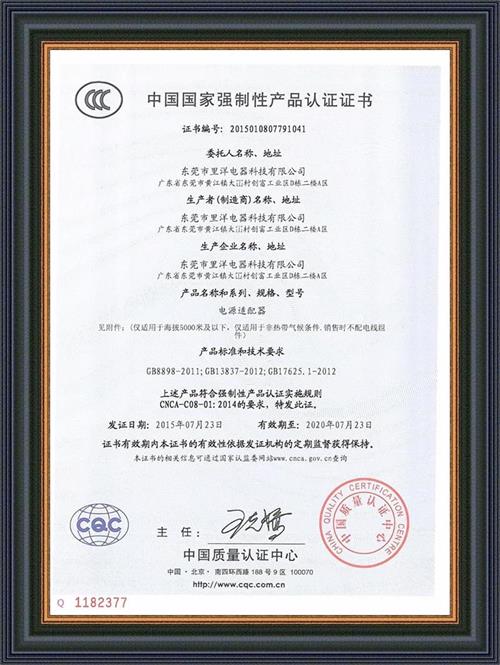 CCC
中国国家强制性产品认证证书
证书编号：2015010807791041
委托人名称、地址
东莞市里洋电器科技有限公司
广东省东莞市黄江镇大 村创富工业区D栋二楼A区
生产者(制造商)名称、地址
东莞市里洋电器科技有限公司
广东省东莞市黄江镇大 村创富工业区D栋二楼A区
生产企业名称、地址
东莞市里洋电器科技有限公司
广东省东莞市黄江镇大 村创富工业区D栋二楼A区
产品名称和系列、规格、型号
电源适配器
见附件：(仅适用于海拔5000米及以下，仅适用于非热带气候条件.销售时不配电线组
件)
产品标准和技术要求
GB8898-2011;GB13837-2012;GB17625.1-2012
上述产品符合强制性产品认证实施规则
CNCA-C08-01:2014的要求，特发此证。
发证日期：2015年07月23日 有效期至：2020年07月23日
证书有效期内本证书的有效性依据发证机构的定期监督获得保持。
本证书的相关信息可通过国家认监委网站www.cnca.gov.cn查询
CQC
主任：
中国质量认证中心
中国·北京·南四环西路188号9区 100070
http://www.cqc.com.cn
CHINA QUALITY CERTIFICATION CENTRE
中国质量认证中心
Q 1182377